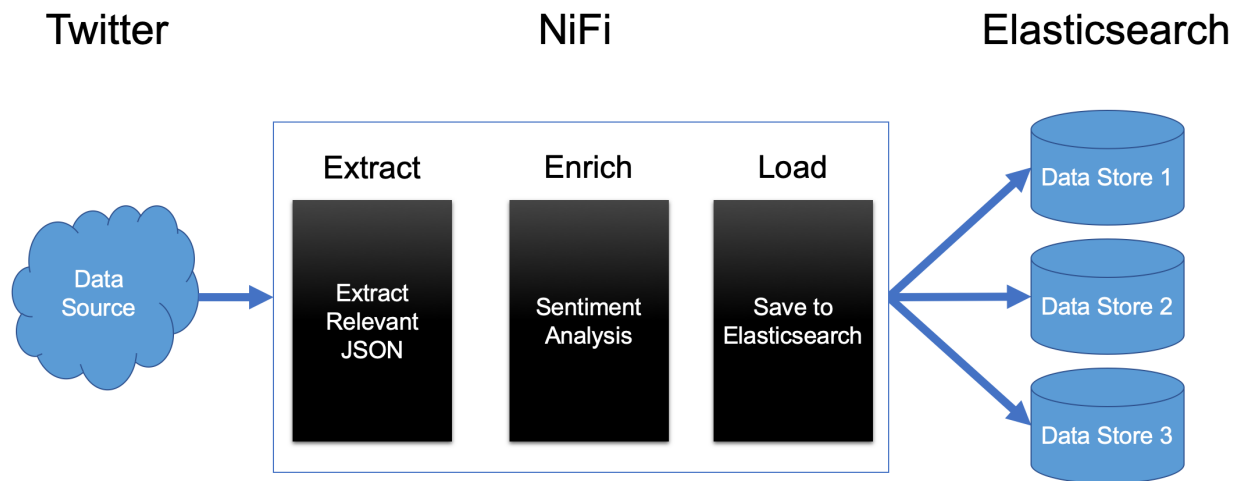 Twitter
NiFi
Elasticsearch
Extract
Enrich
Load
Data
Source
Extract
Relevant
JSON
Sentiment
Analysis
Save to
Elasticsearch
Data Store 1
Data Store 2
Data Store 3